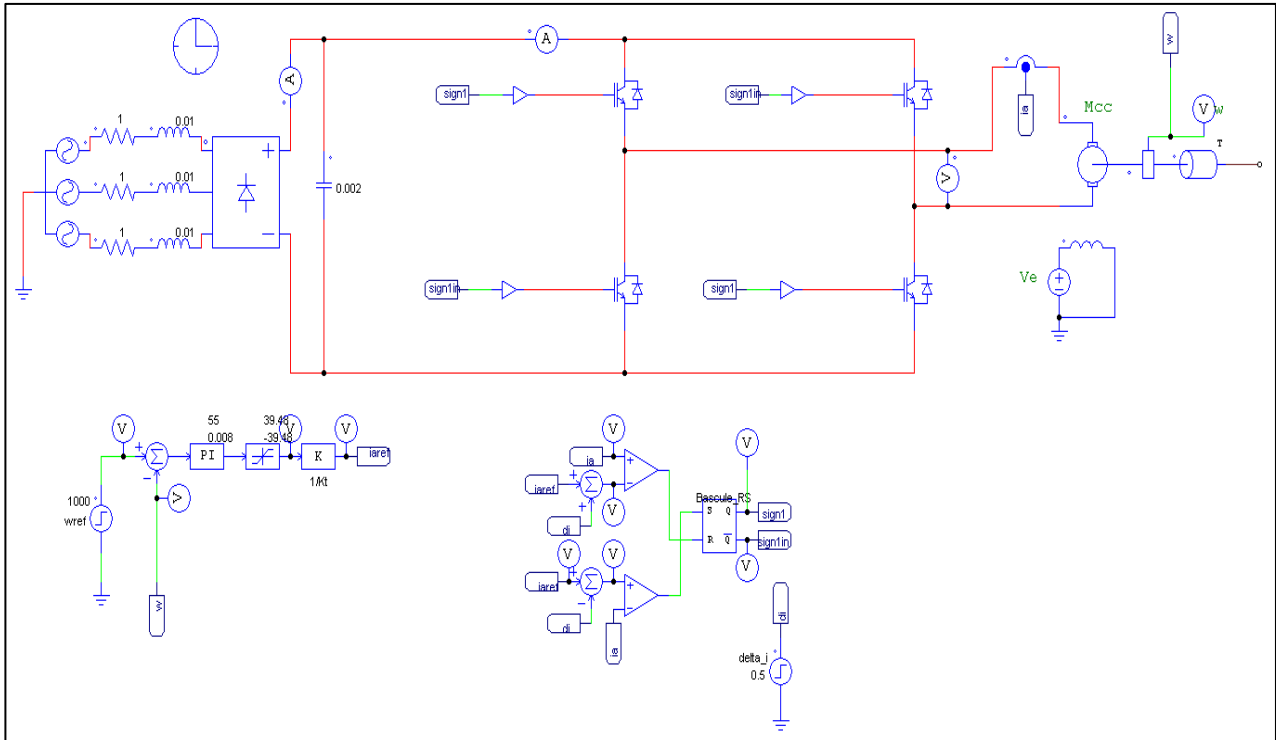 A
A
w
sign1
sign1in
ia
Mcc
V w
1
0.01
T
1
0.01
0.002
V
1
0.01
sign1in
sign1
Ve
55
39.48
0.008
-39.48
V
V
V
V
V
PI
K
iaref
ia
1/Kt
1000
wref
V
iaref
V
di
Bascule_RS
S Q
sign1
R Q
sign1in
V
V
V
iaref
di
ia
w
di
delta_i
0.5